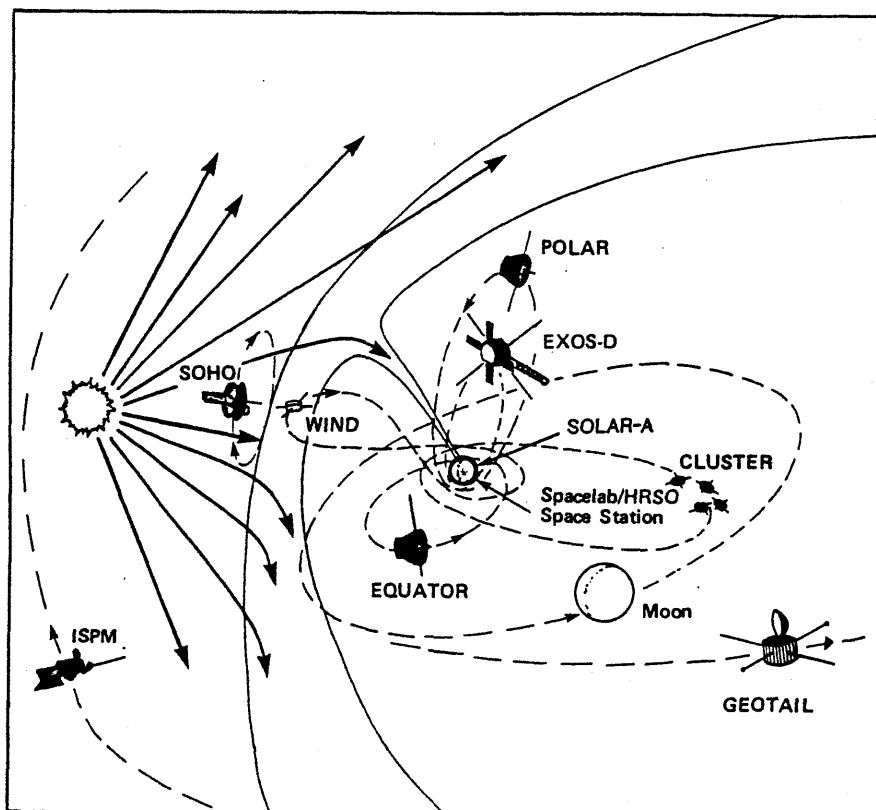 POLAR
EXOS-D
SOHO
WIND
SOLAR-A
CLUSTER
Spacelab/HRSO
Space Station
EQUATOR
Moon
ISPM
GEOTAIL